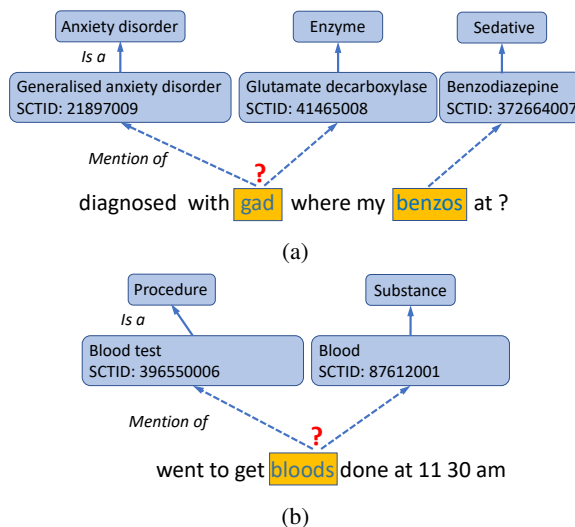 Anxiety disorder Enzyme Sedative
Is a
Generalised anxiety disorder Glutamate decarboxylase Benzodiazepine
SCTID: 21897009 SCTID: 41465008 SCTID: 372664007
Mention of
?
diagnosed with gad where my benzos at ?
(a)
Procedure Substance
Is a
Blood test Blood
SCTID: 396550006 SCTID: 87612001
Mention of
?
went to get bloods done at 11 30 am
(b)